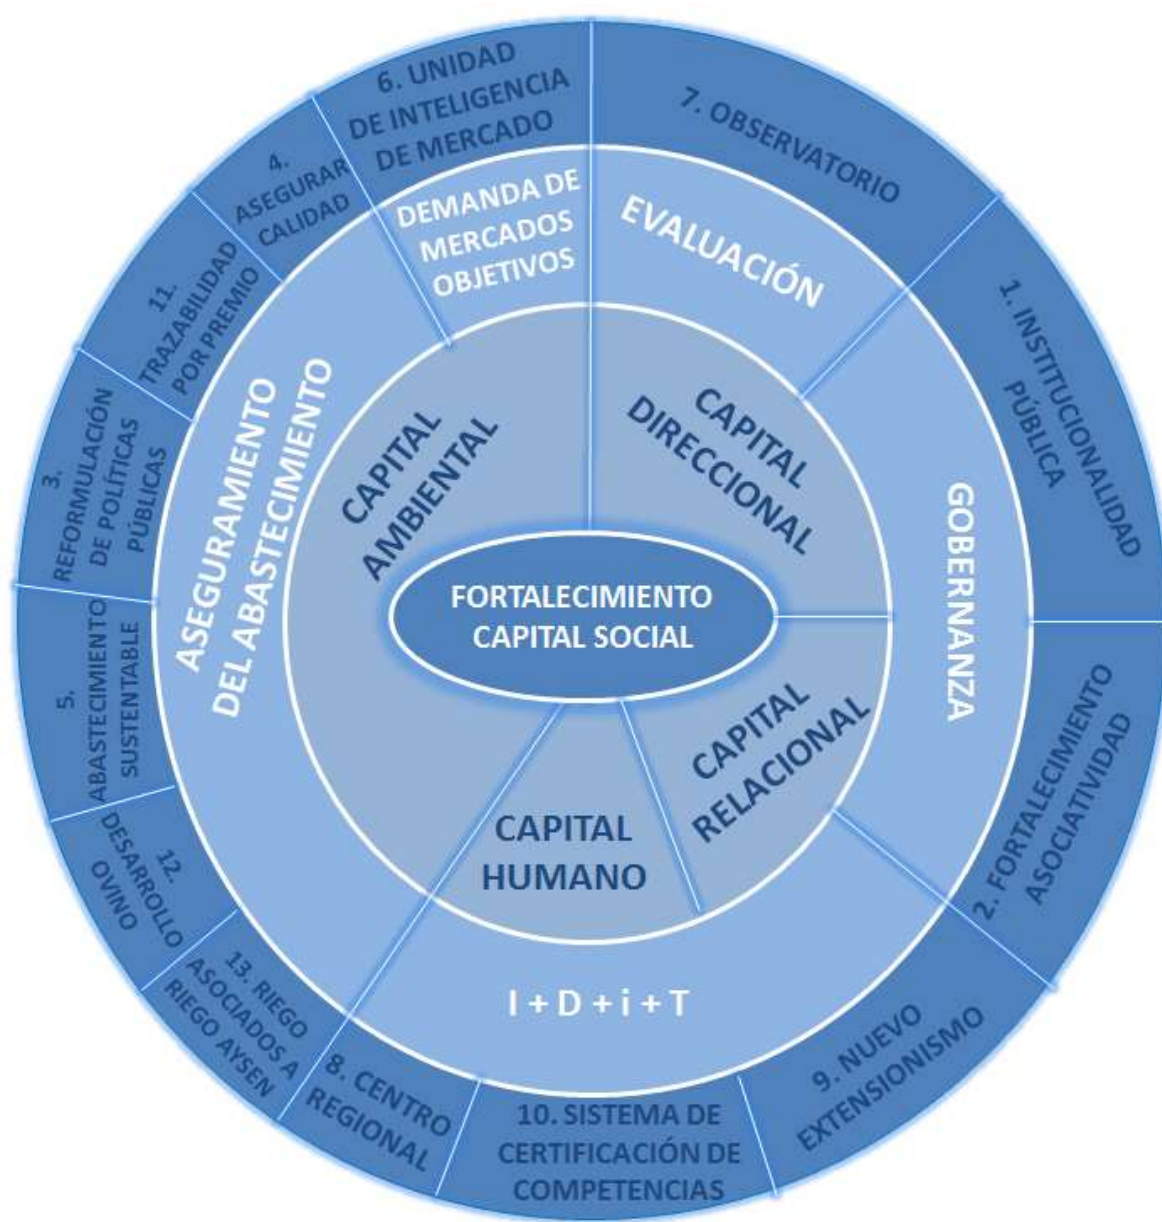 6. UNIDAD
DE INTELIGENCIA
DE MERCADO
7. OBSERVATORIO
1. INSTITUCIONALIDAD
PÚBLICA
2. FORTALECIMIENTO
ASOCIATIVIDAD
9. NUEVO
EXTENSIONISMO
10. SISTEMA DE
CERTIFICACIÓN DE
COMPETENCIAS
8. CENTRO
REGIONAL
13. RIEGO
ASOCIADOS A
RIEGO AYSEN
12.
DESARROLLO
OVINO
5.
ABASTECIMIENTO
SUSTENTABLE
3.
REFORMULACIÓN
DE POLÍTICAS
PÚBLICAS
11.
TRAZABILIDAD
POR PREMIO
4.
ASEGURAR
CALIDAD
DEMANDA DE
MERCADOS
OBJETIVOS
EVALUACIÓN
GOBERNANZA
I + D + i + T
ASEGURAMIENTO
DEL ABASTECIMIENTO
CAPITAL
AMBIENTAL
CAPITAL
DIRECCIONAL
CAPITAL
RELACIONAL
CAPITAL
HUMANO
FORTALECIMIENTO
CAPITAL SOCIAL